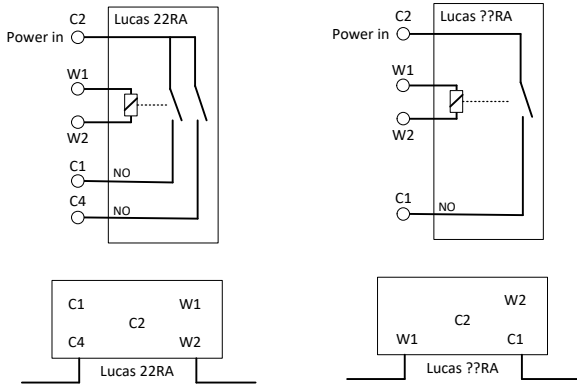 C2
Lucas 22RA
Power in
W1
W2
C1
NO
C4
NO
C2
Lucas ??RA
Power in
W1
W2
C1
NO
C1
W1
C2
C4
W2
Lucas 22RA
W2
C2
W1
C1
Lucas ??RA